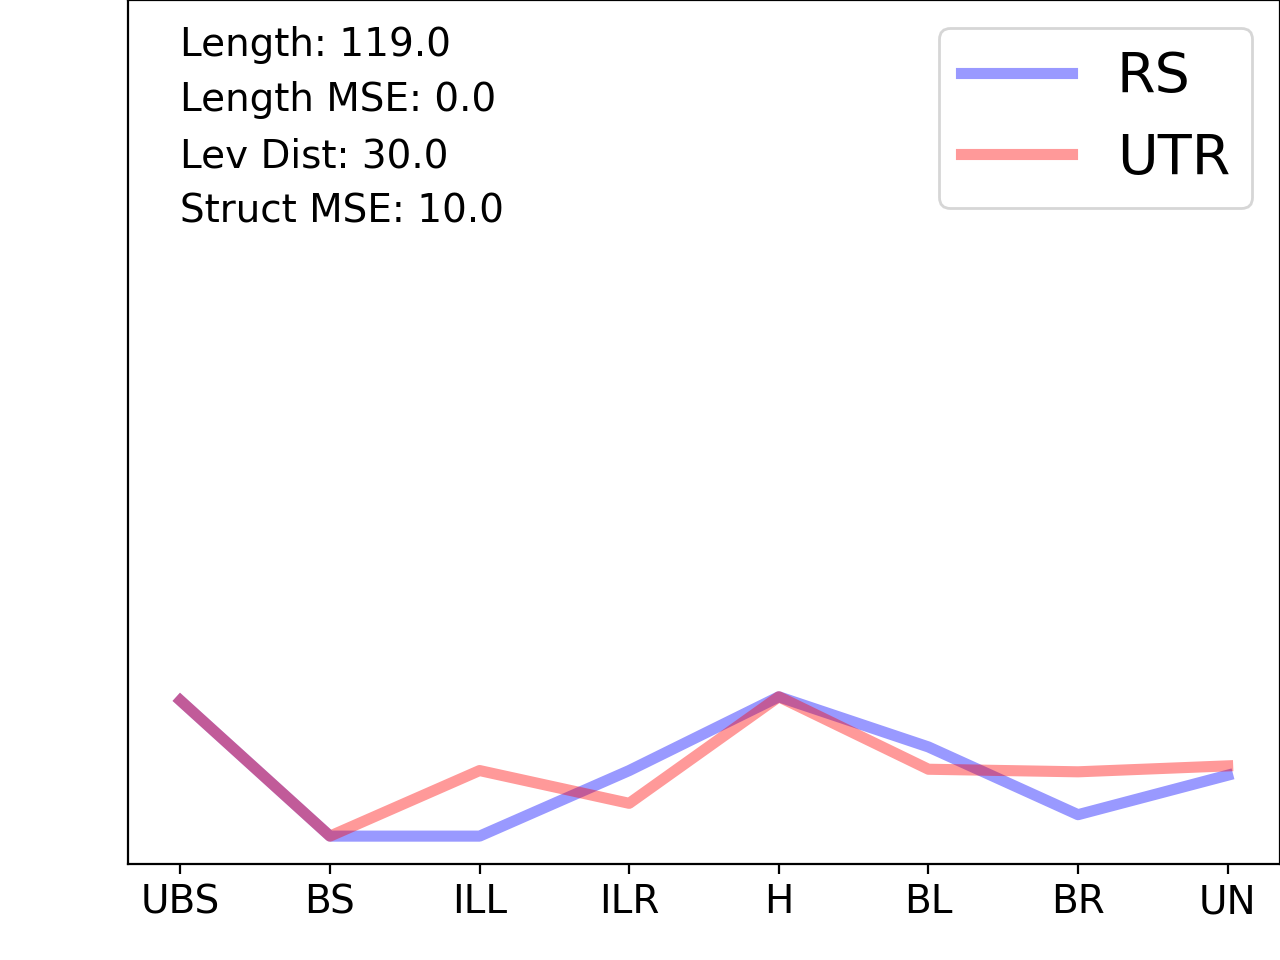 Length: 119.0
Length MSE: 0.0
Lev Dist: 30.0
Struct MSE: 10.0
RS
UTR
UBS BS ILL ILR H BL BR UN